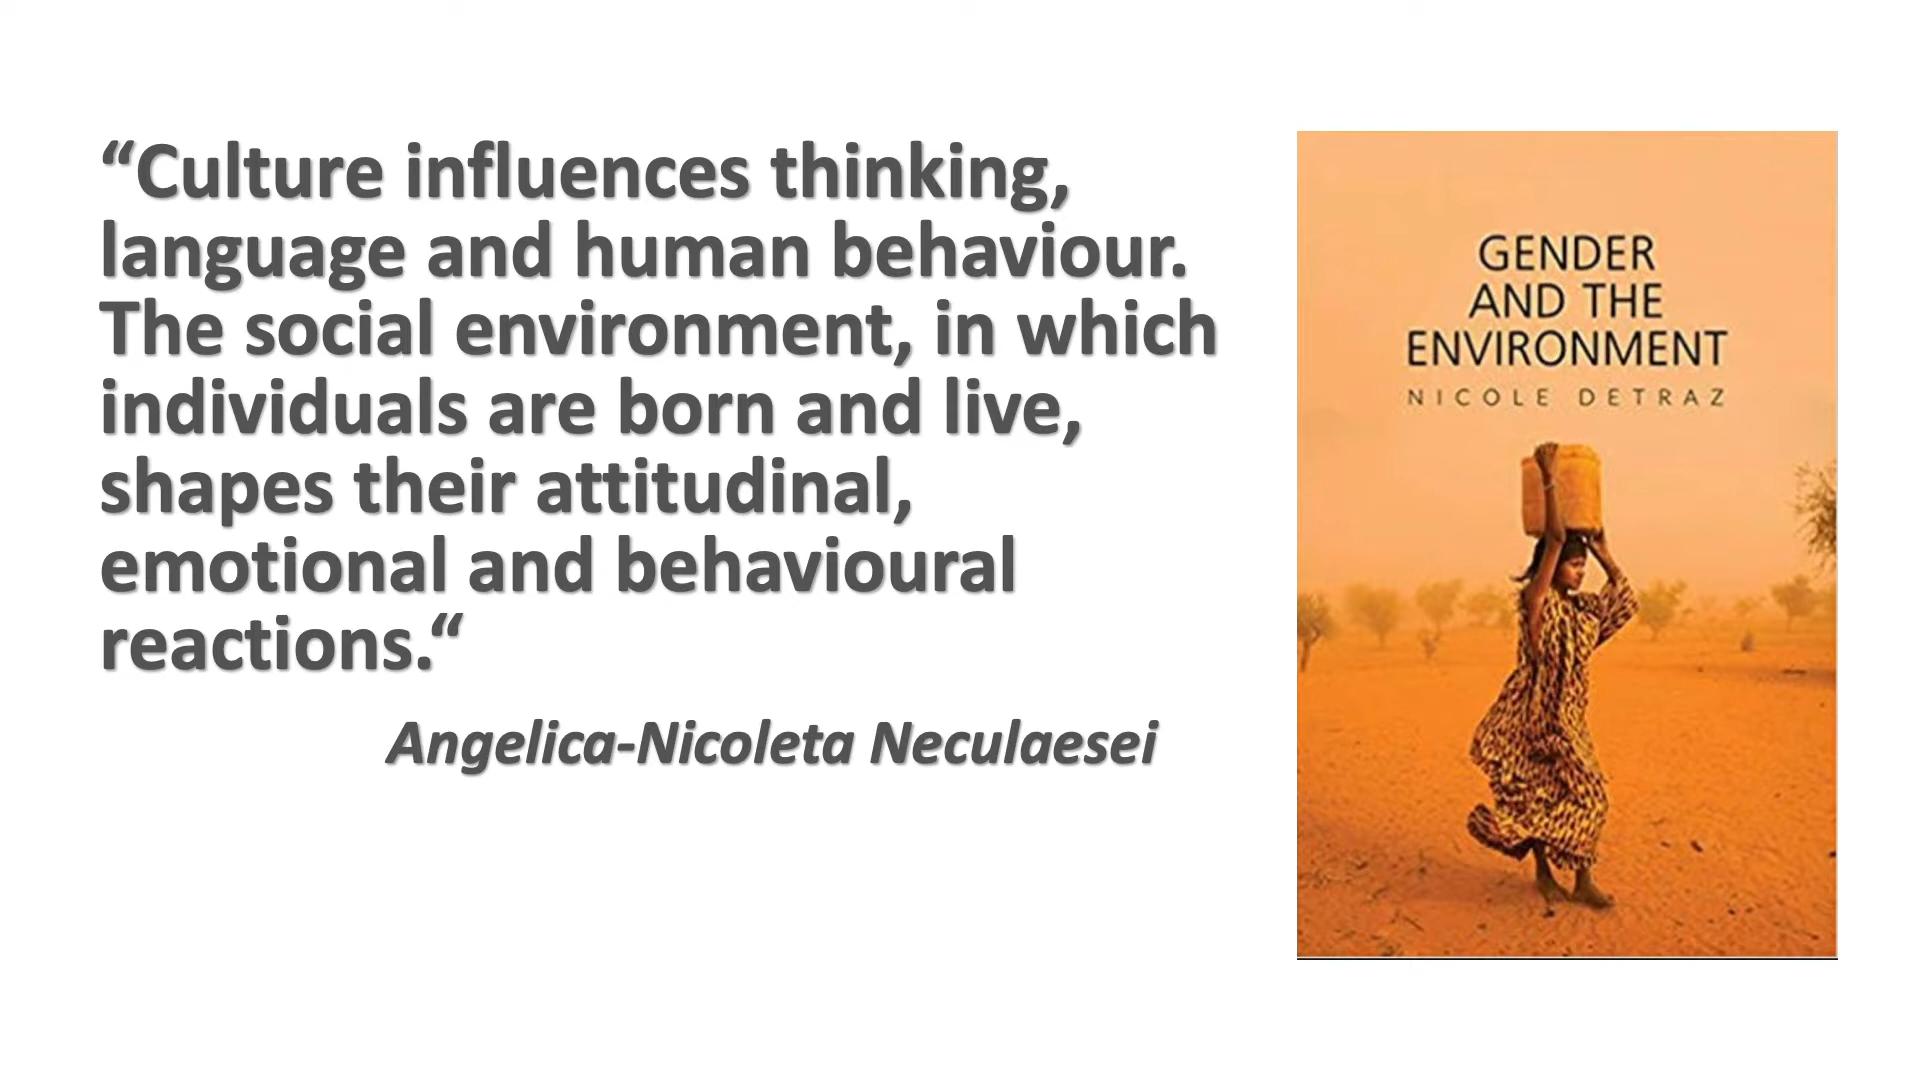 “Culture influences thinking,
language and human behaviour.
The social environment, in which
individuals are born and live,
shapes their attitudinal,
emotional and behavioural
reactions.“
Angelica-Nicoleta Neculaesei
GENDER
AND THE
ENVIRONMENT
NICOLE DETRAZ